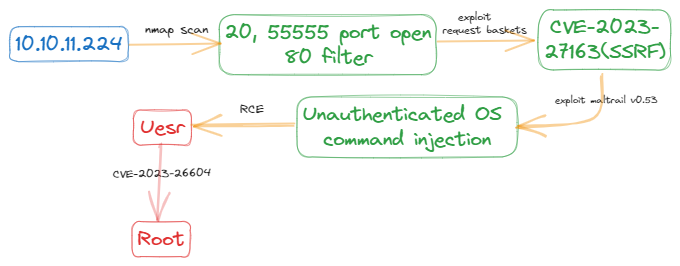 10.10.11.224
nmap scan
20, 55555 port open
80 filter
exploit
request baskets
CVE-2023-
27163(SSRF)
exploit maltrail v0.53
Unauthenticated OS
command injection
RCE
Uesr
CVE-2023-26604
Root